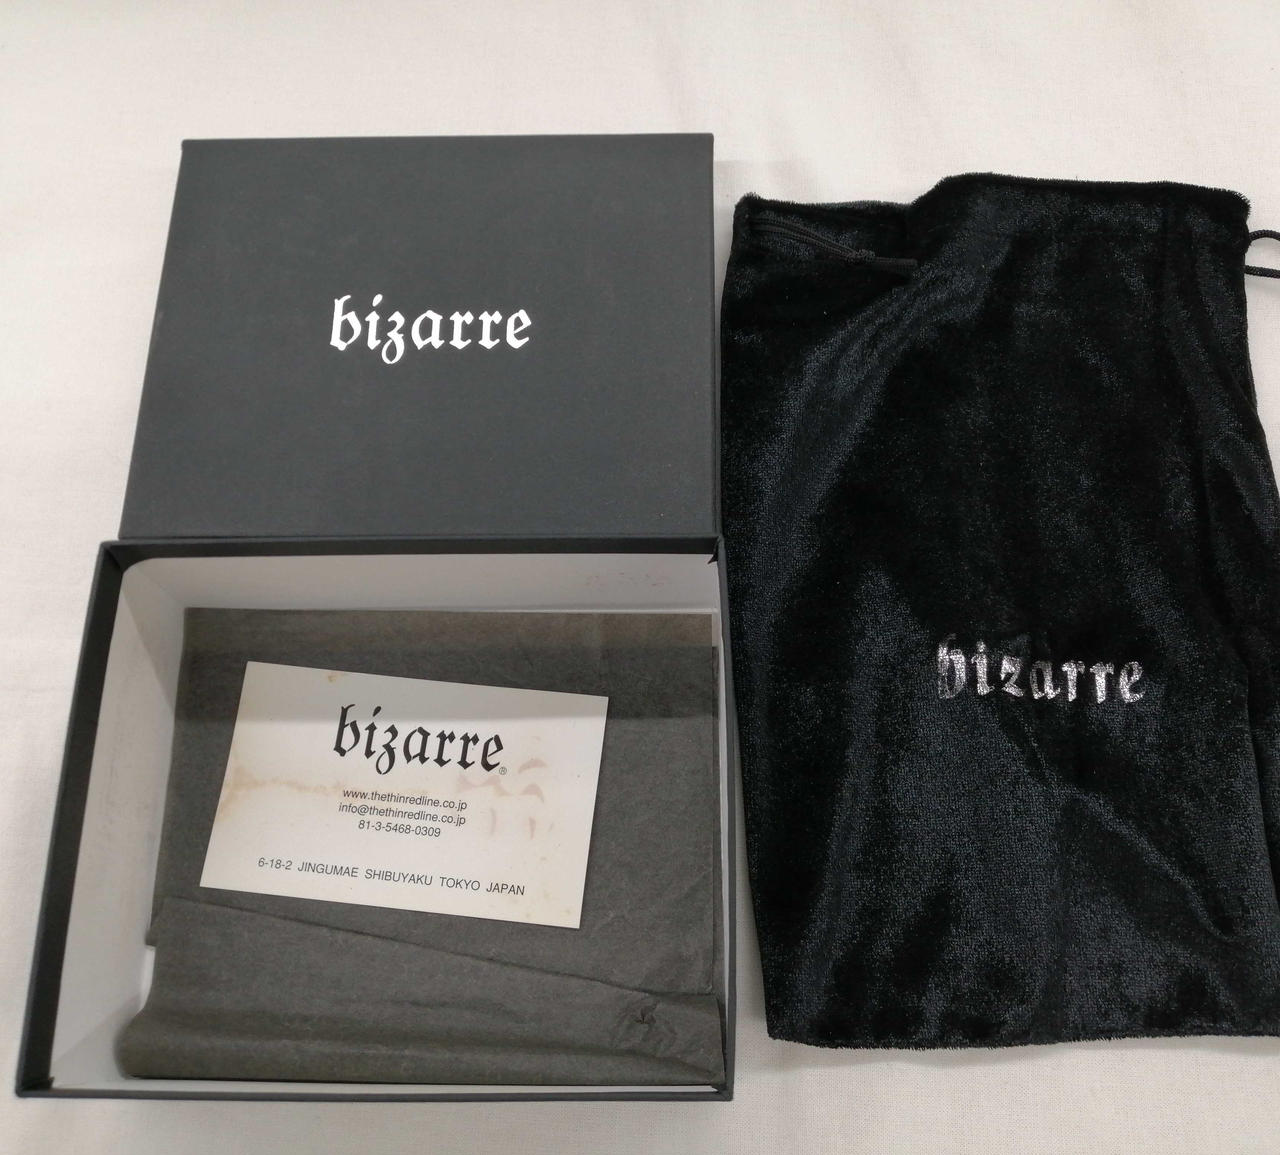 bizarre
bizarre®
www.thethinredline.co.jp
info@thethinredline.co.jp
81-3-5468-0309
6-18-2 JINGUMAE SHIBUYAKU TOKYO JAPAN
bizarre